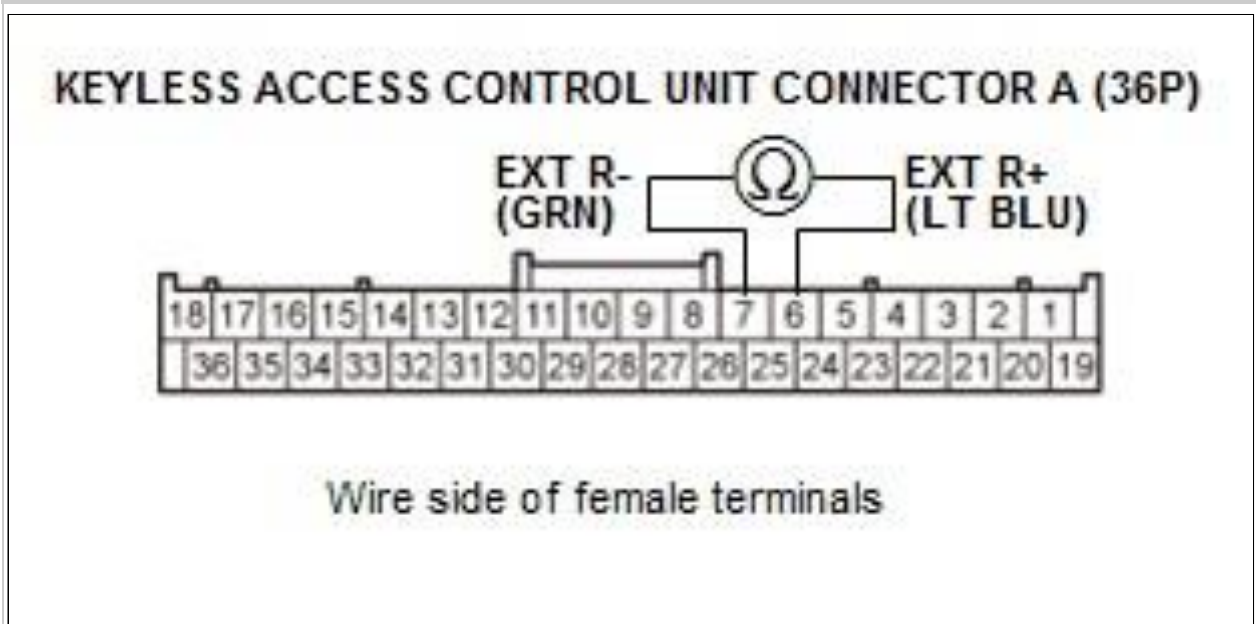 KEYLESS ACCESS CONTROL UNIT CONNECTOR A (36P)
EXT R-
(GRN)
Ω
EXT R+
(LT BLU)
18 17 16 15 14 13 12 11 10 9 8 7 6 5 4 3 2 1
36 35 34 33 32 31 30 29 28 27 26 25 24 23 22 21 20 19
Wire side of female terminals